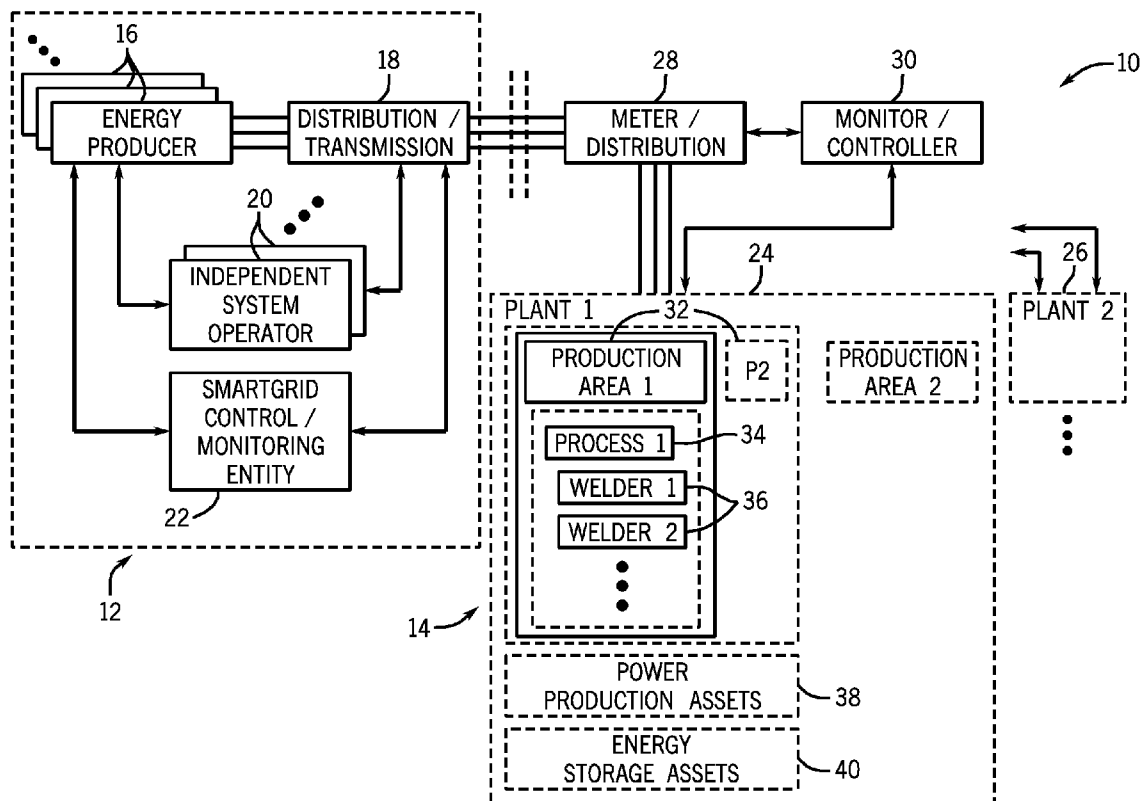 16
18
28
30
10
ENERGY
PRODUCER
DISTRIBUTION /
TRANSMISSION
METER /
DISTRIBUTION
MONITOR /
CONTROLLER
20
INDEPENDENT
SYSTEM
OPERATOR
SMARTGRID
CONTROL /
MONITORING
ENTITY
22
12
24
26
PLANT 1
32
PLANT 2
PRODUCTION
AREA 1
P2
PRODUCTION
AREA 2
PROCESS 1
34
WELDER 1
36
WELDER 2
14
POWER
PRODUCTION ASSETS
38
ENERGY
STORAGE ASSETS
40